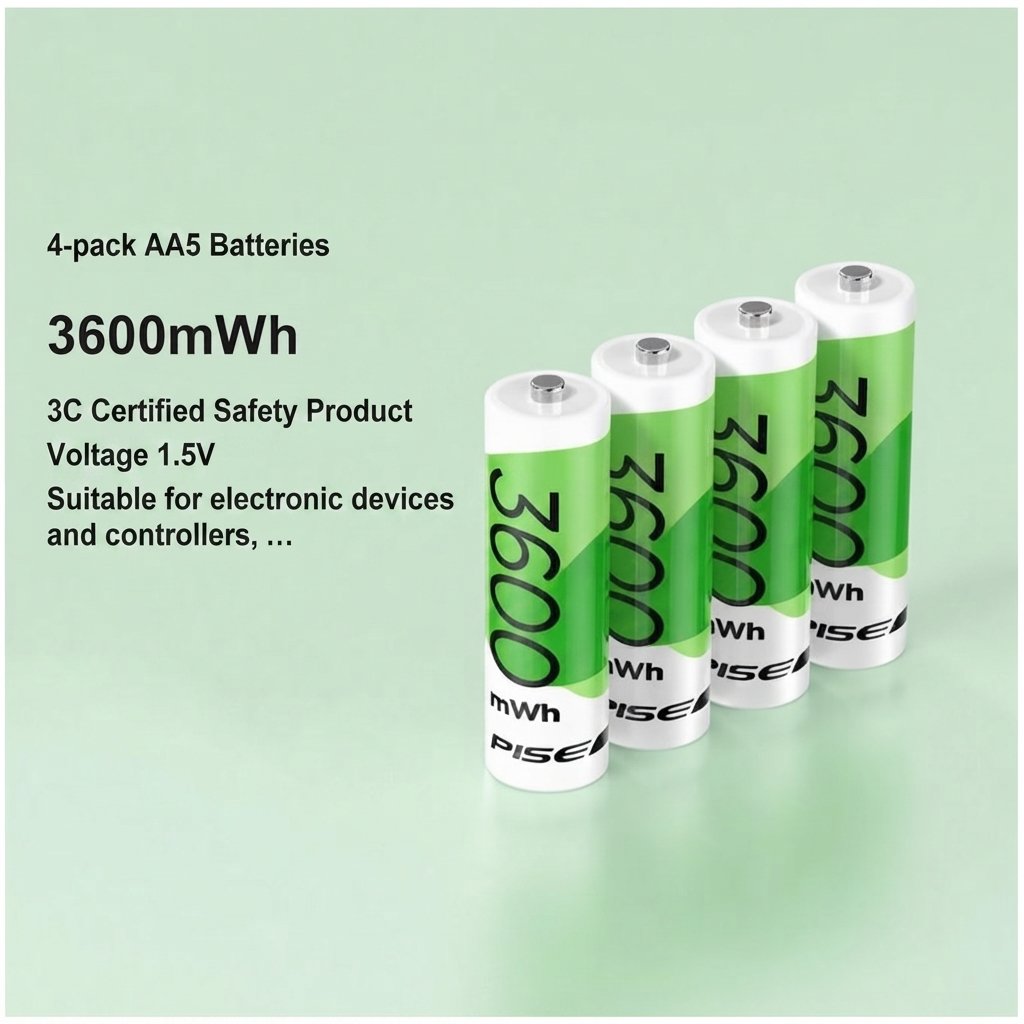 4-pack AA5 Batteries
3600mWh
3C Certified Safety Product
Voltage 1.5V
Suitable for electronic devices
and controllers, …
3600
mWh
PISE
3600
mWh
PISE
3600
mWh
PISE
3600
mWh
PISE